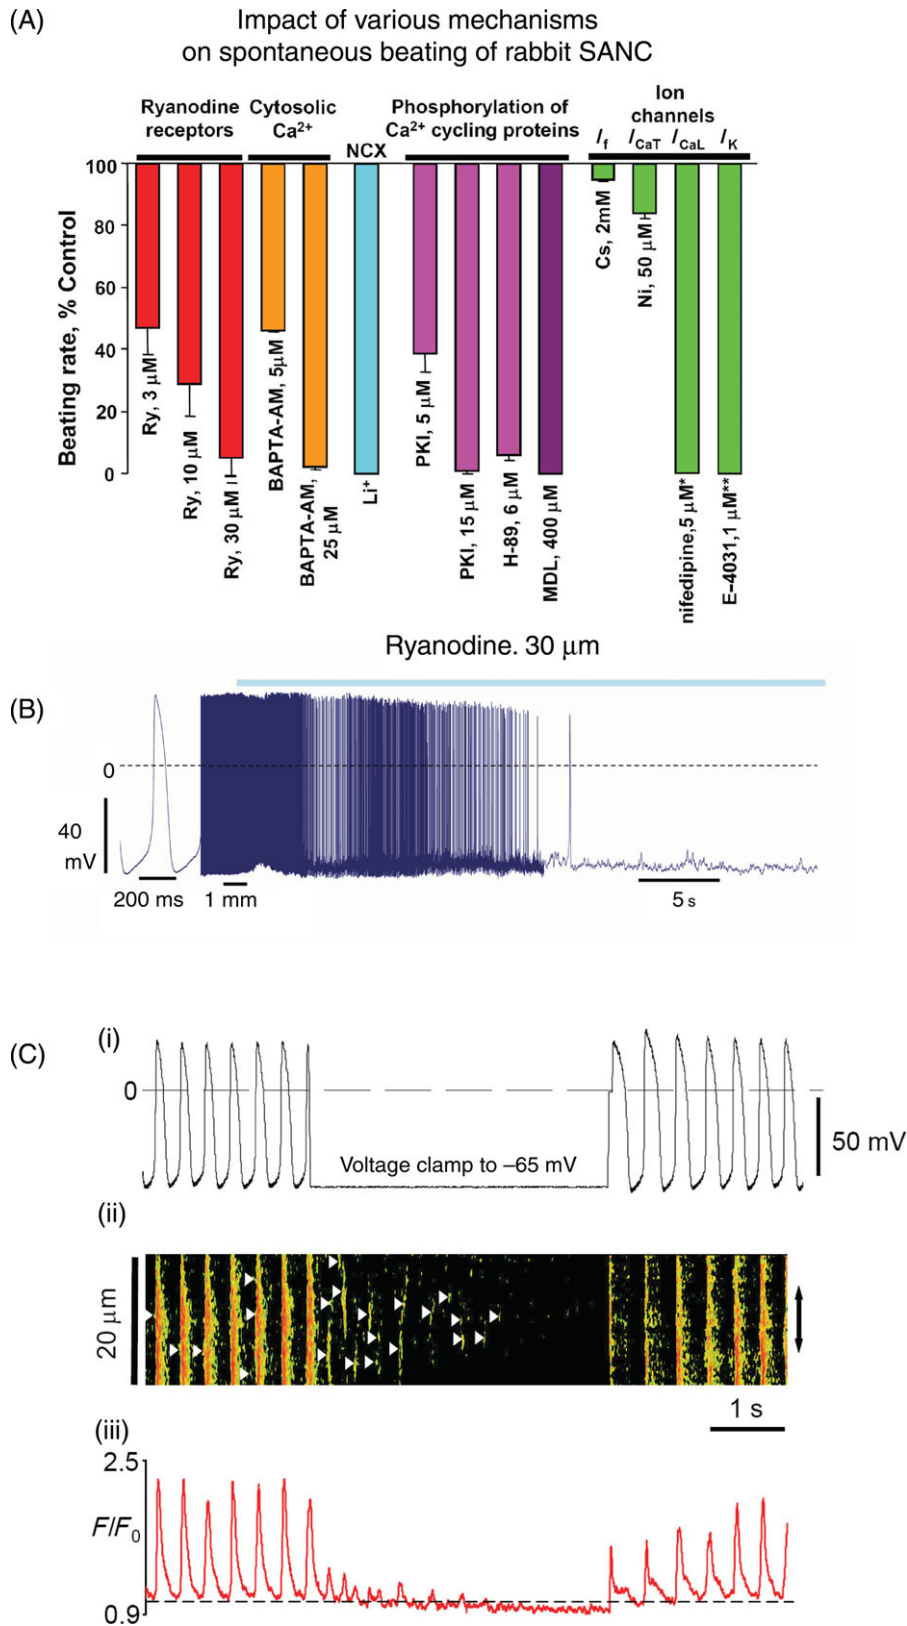 (A)
Impact of various mechanisms
on spontaneous beating of rabbit SANC
Ryanodine
receptors
Cytosolic
Ca²⁺
NCX
Phosphorylation of
Ca²⁺ cycling proteins
Ion
channels
I_f I_CaT I_CaL I_K
Beating rate, % Control
100
80
60
40
20
0
Ry, 3 μM
Ry, 10 μM
Ry, 30 μM
BAPTA-AM, 5μM
BAPTA-AM,
25 μM
Li⁺
PKI, 5 μM
PKI, 15 μM
H-89, 6 μM
MDL, 400 μM
Cs, 2mM
Ni, 50 μM
nifedipine,5 μM*
E-4031,1 μM**
Ryanodine. 30 μm
(B)
0
40
mV
200 ms
1 mm
5 s
(C)
(i)
0
Voltage clamp to –65 mV
50 mV
(ii)
20 μm
1 s
(iii)
2.5
F/F₀
0.9